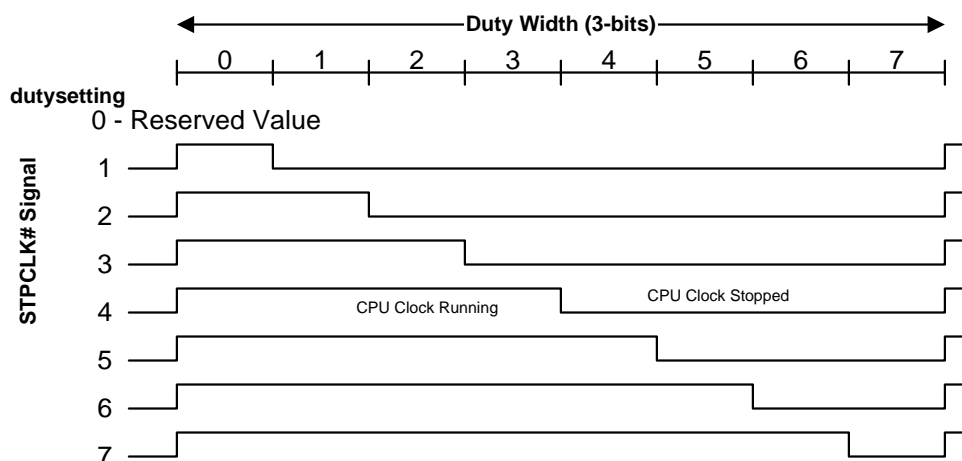 Duty Width (3-bits)
0 1 2 3 4 5 6 7
dutysetting
0 - Reserved Value
STPCLK# Signal
1
2
3
4
CPU Clock Running
CPU Clock Stopped
5
6
7